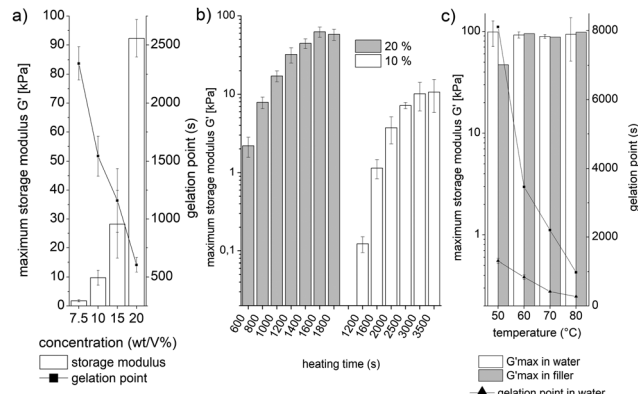 a)
maximum storage modulus G' [kPa]
100
90
80
70
60
50
40
30
20
10
0
2500
2000
1500
1000
500
gelation point (s)
7.5 10 15 20
concentration (wt/V%)
storage modulus
gelation point
b)
maximum storage modulus G' [kPa]
100
10
1
0,1
20 %
10 %
600
800
1000
1200
1400
1600
1800
1200
1600
2000
2500
3000
3500
heating time (s)
c)
maximum storage modulus G' [kPa]
100
10
1
8000
6000
4000
2000
0
gelation point (s)
50 60 70 80
temperature (°C)
G'max in water
G'max in filler
gelation point in water